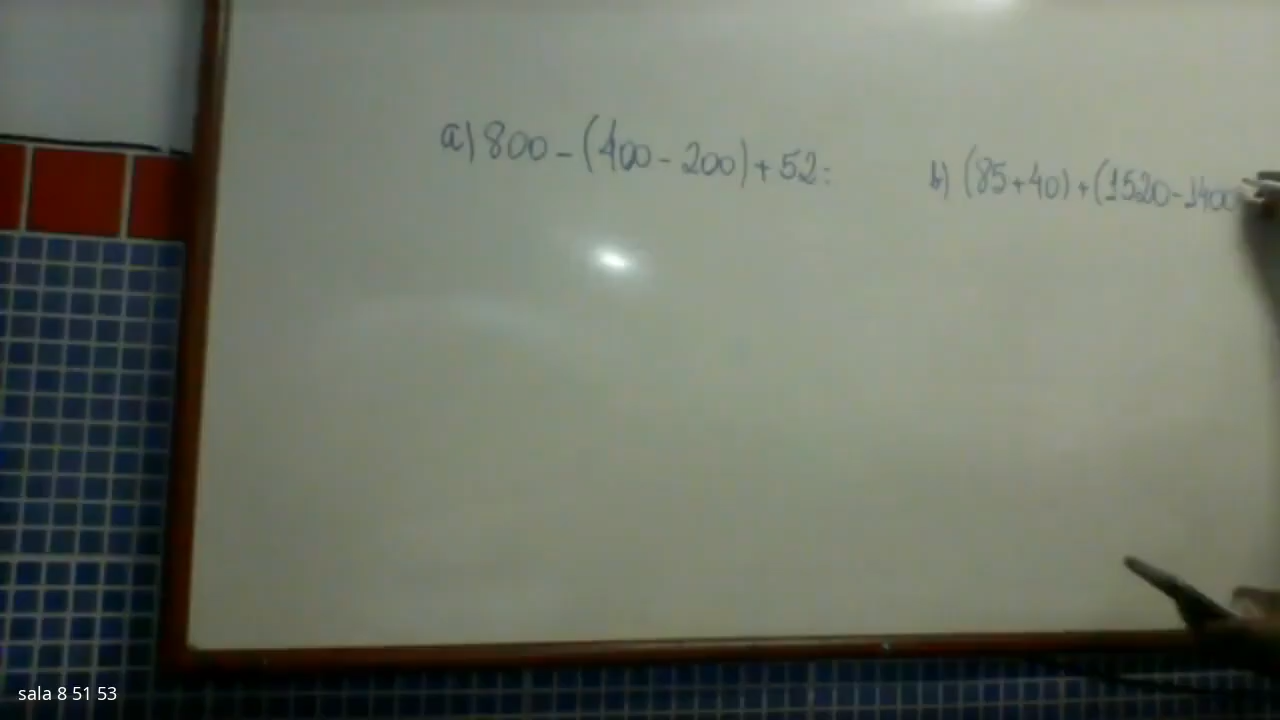 a) 800 - (400 - 200) + 52:
b) (85 + 40) + (1520 - 1400
sala 8 51 53